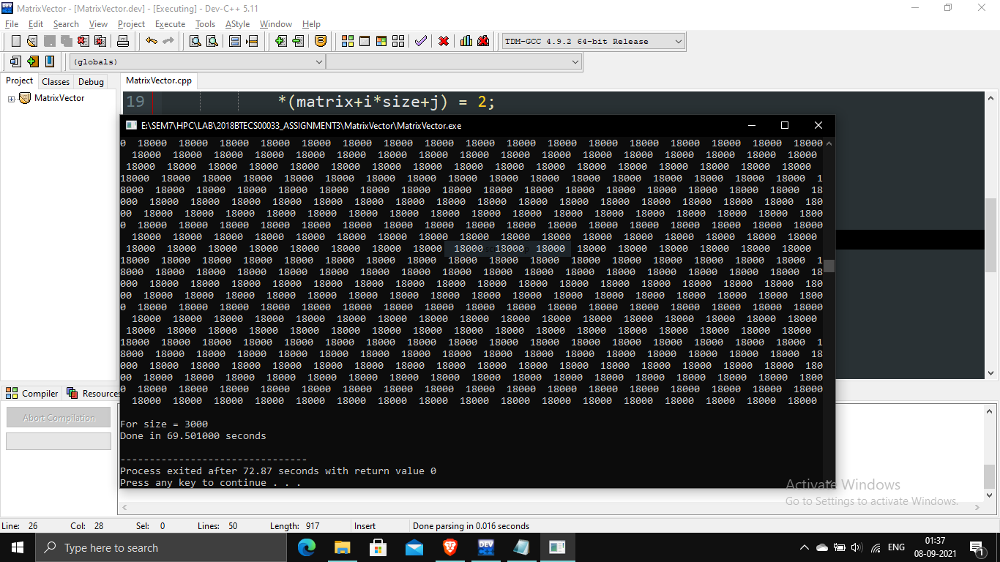 MatrixVector - [MatrixVector.dev] - [Executing] - Dev-C++ 5.11
File Edit Search View Project Execute Tools AStyle Window Help
TDM-GCC 4.9.2 64-bit Release
(globals)
Project Classes Debug MatrixVector.cpp
MatrixVector
19 *(matrix+i*size+j) = 2;
E:\SEM7\HPC\LAB\2018BTECS00033_ASSIGNMENT3\MatrixVector\MatrixVector.exe
0 18000 18000 18000 18000 18000 18000 18000 18000 18000 18000 18000 18000 18000 18000 18000 18000 18000
18000 18000 18000 18000 18000 18000 18000 18000 18000 18000 18000 18000 18000 18000 18000 18000 18000
18000 18000 18000 18000 18000 18000 18000 18000 18000 18000 18000 18000 18000 18000 18000 18000 18000
18000 18000 18000 18000 18000 18000 18000 18000 18000 18000 18000 18000 18000 18000 18000 18000 18000 1
8000 18000 18000 18000 18000 18000 18000 18000 18000 18000 18000 18000 18000 18000 18000 18000 18000 18
000 18000 18000 18000 18000 18000 18000 18000 18000 18000 18000 18000 18000 18000 18000 18000 18000 180
00 18000 18000 18000 18000 18000 18000 18000 18000 18000 18000 18000 18000 18000 18000 18000 18000 1800
0 18000 18000 18000 18000 18000 18000 18000 18000 18000 18000 18000 18000 18000 18000 18000 18000 18000
18000 18000 18000 18000 18000 18000 18000 18000 18000 18000 18000 18000 18000 18000 18000 18000 18000
18000 18000 18000 18000 18000 18000 18000 18000 18000 18000 18000 18000 18000 18000 18000 18000 18000
18000 18000 18000 18000 18000 18000 18000 18000 18000 18000 18000 18000 18000 18000 18000 18000 18000 1
8000 18000 18000 18000 18000 18000 18000 18000 18000 18000 18000 18000 18000 18000 18000 18000 18000 18
000 18000 18000 18000 18000 18000 18000 18000 18000 18000 18000 18000 18000 18000 18000 18000 18000 180
00 18000 18000 18000 18000 18000 18000 18000 18000 18000 18000 18000 18000 18000 18000 18000 18000 1800
0 18000 18000 18000 18000 18000 18000 18000 18000 18000 18000 18000 18000 18000 18000 18000 18000 18000
18000 18000 18000 18000 18000 18000 18000 18000 18000 18000 18000 18000 18000 18000 18000 18000 18000
18000 18000 18000 18000 18000 18000 18000 18000 18000 18000 18000 18000 18000 18000 18000 18000 18000
18000 18000 18000 18000 18000 18000 18000 18000 18000 18000 18000 18000 18000 18000 18000 18000 18000 1
8000 18000 18000 18000 18000 18000 18000 18000 18000 18000 18000 18000 18000 18000 18000 18000 18000 18
000 18000 18000 18000 18000 18000 18000 18000 18000 18000 18000 18000 18000 18000 18000 18000 18000 180
00 18000 18000 18000 18000 18000 18000 18000 18000 18000 18000 18000 18000 18000 18000 18000 18000 1800
0 18000 18000 18000 18000 18000 18000 18000 18000 18000 18000 18000 18000 18000 18000 18000 18000 18000
18000 18000 18000 18000 18000 18000 18000 18000 18000 18000 18000 18000 18000 18000 18000 18000 18000
For size = 3000
Done in 69.501000 seconds
--------------------------------
Process exited after 72.87 seconds with return value 0
Press any key to continue . . .
Compiler Resources
Abort Compilation
Activate Windows
Go to Settings to activate Windows.
Line: 26 Col: 28 Sel: 0 Lines: 50 Length: 917 Insert Done parsing in 0.016 seconds
Type here to search
DEV
ENG
01:37
08-09-2021
1